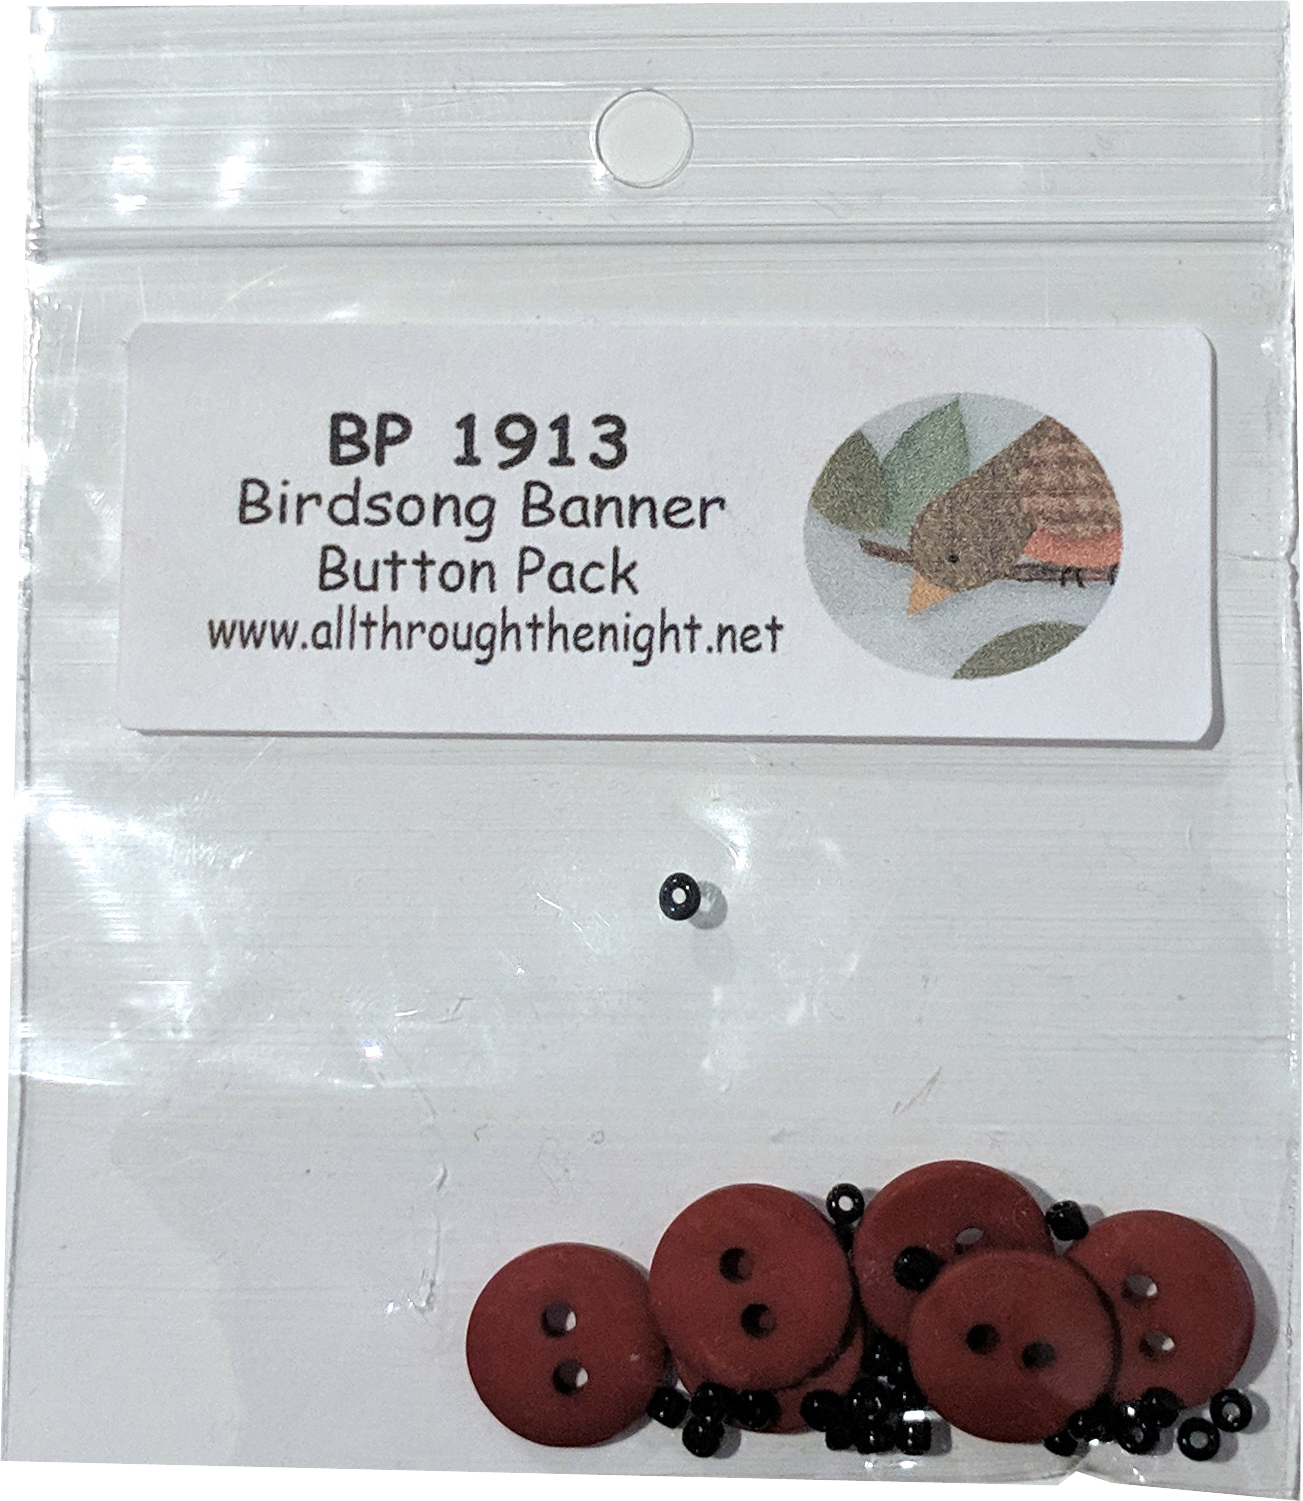 BP 1913
Birdsong Banner
Button Pack
www.allthroughthenight.net